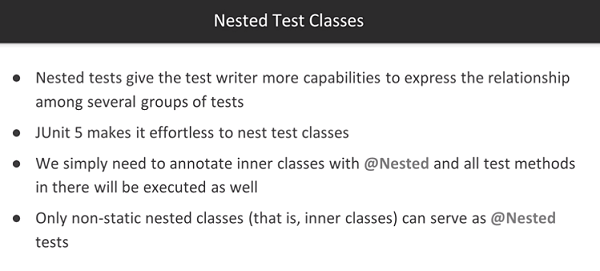 Nested Test Classes
● Nested tests give the test writer more capabilities to express the relationship
among several groups of tests
● JUnit 5 makes it effortless to nest test classes
● We simply need to annotate inner classes with @Nested and all test methods
in there will be executed as well
● Only non-static nested classes (that is, inner classes) can serve as @Nested
tests